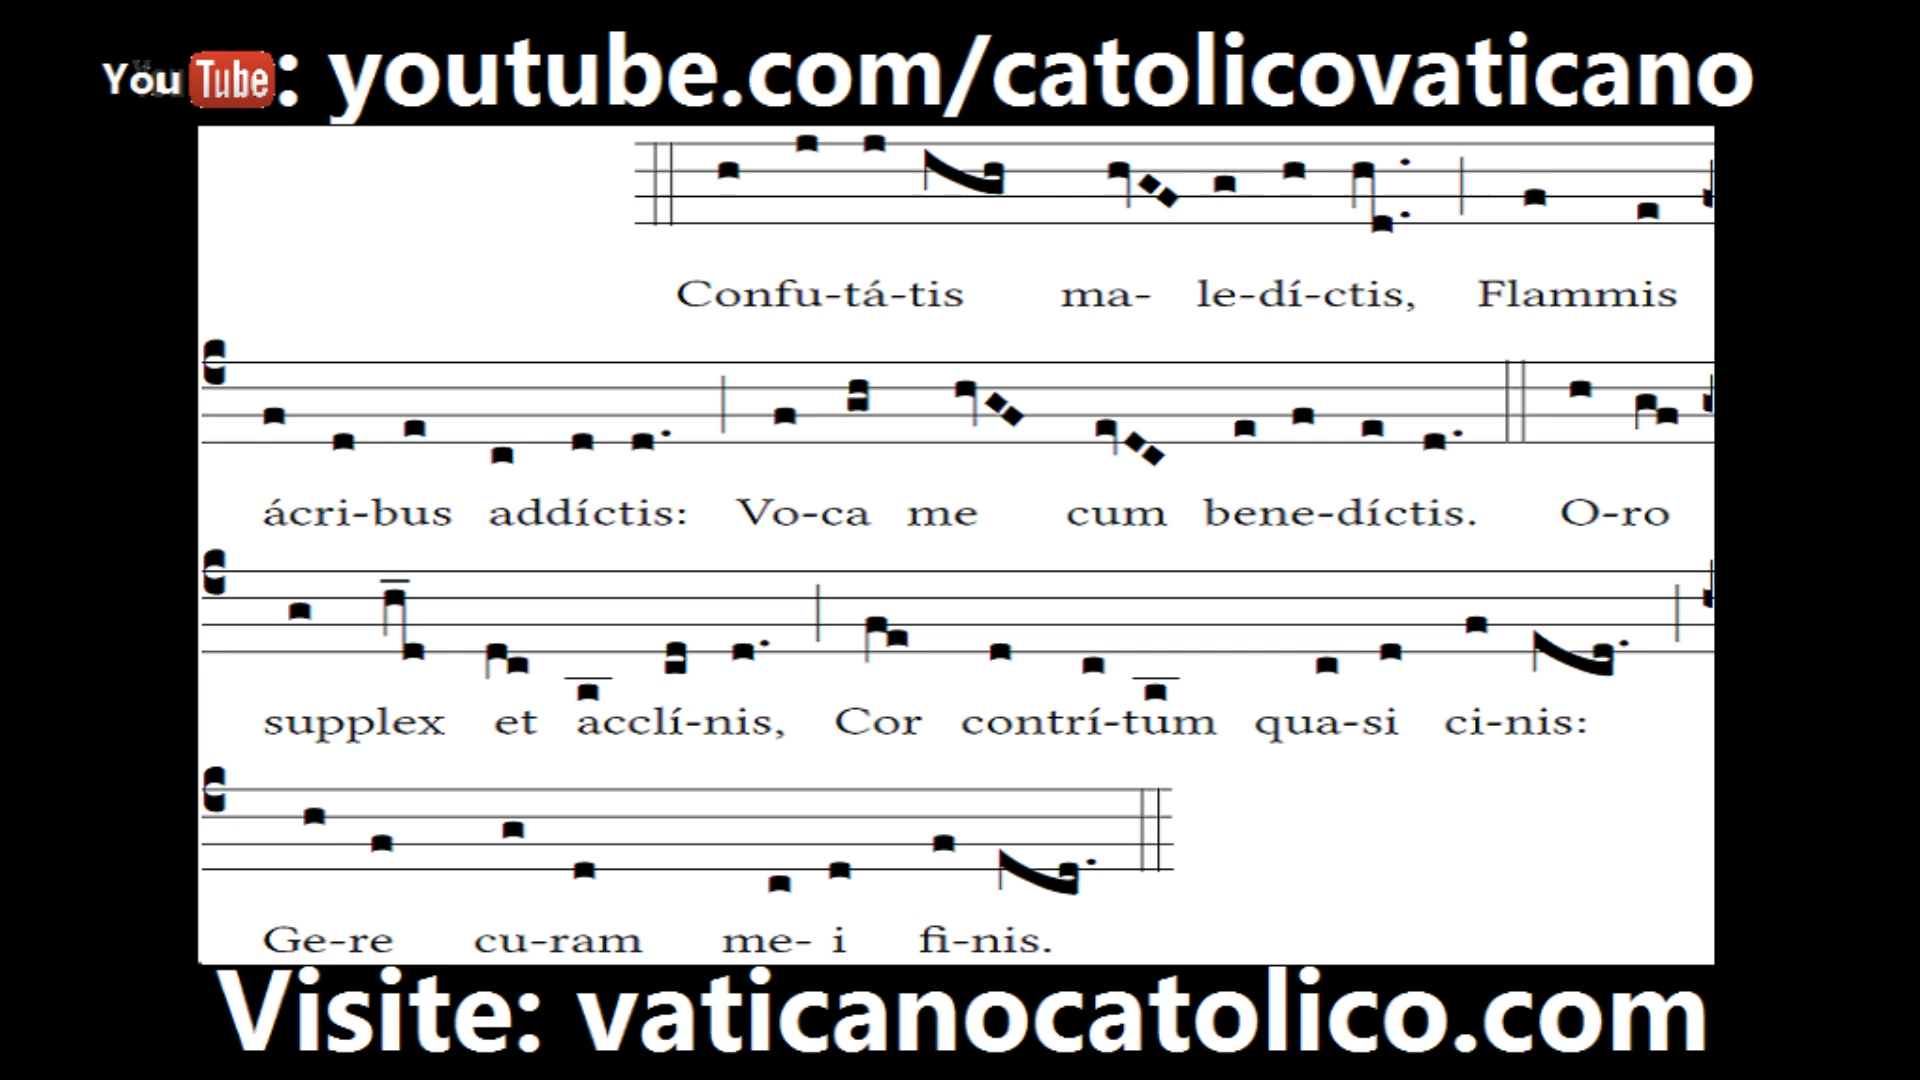 YouTube: youtube.com/catolicovaticano
Confu-tá-tis ma- le-dí-ctis, Flammis
ácri-bus addíctis: Vo-ca me cum bene-díctis. O-ro
supplex et acclí-nis, Cor contrí-tum qua-si ci-nis:
Ge-re cu-ram me- i fi-nis.
Visite: vaticanocatolico.com